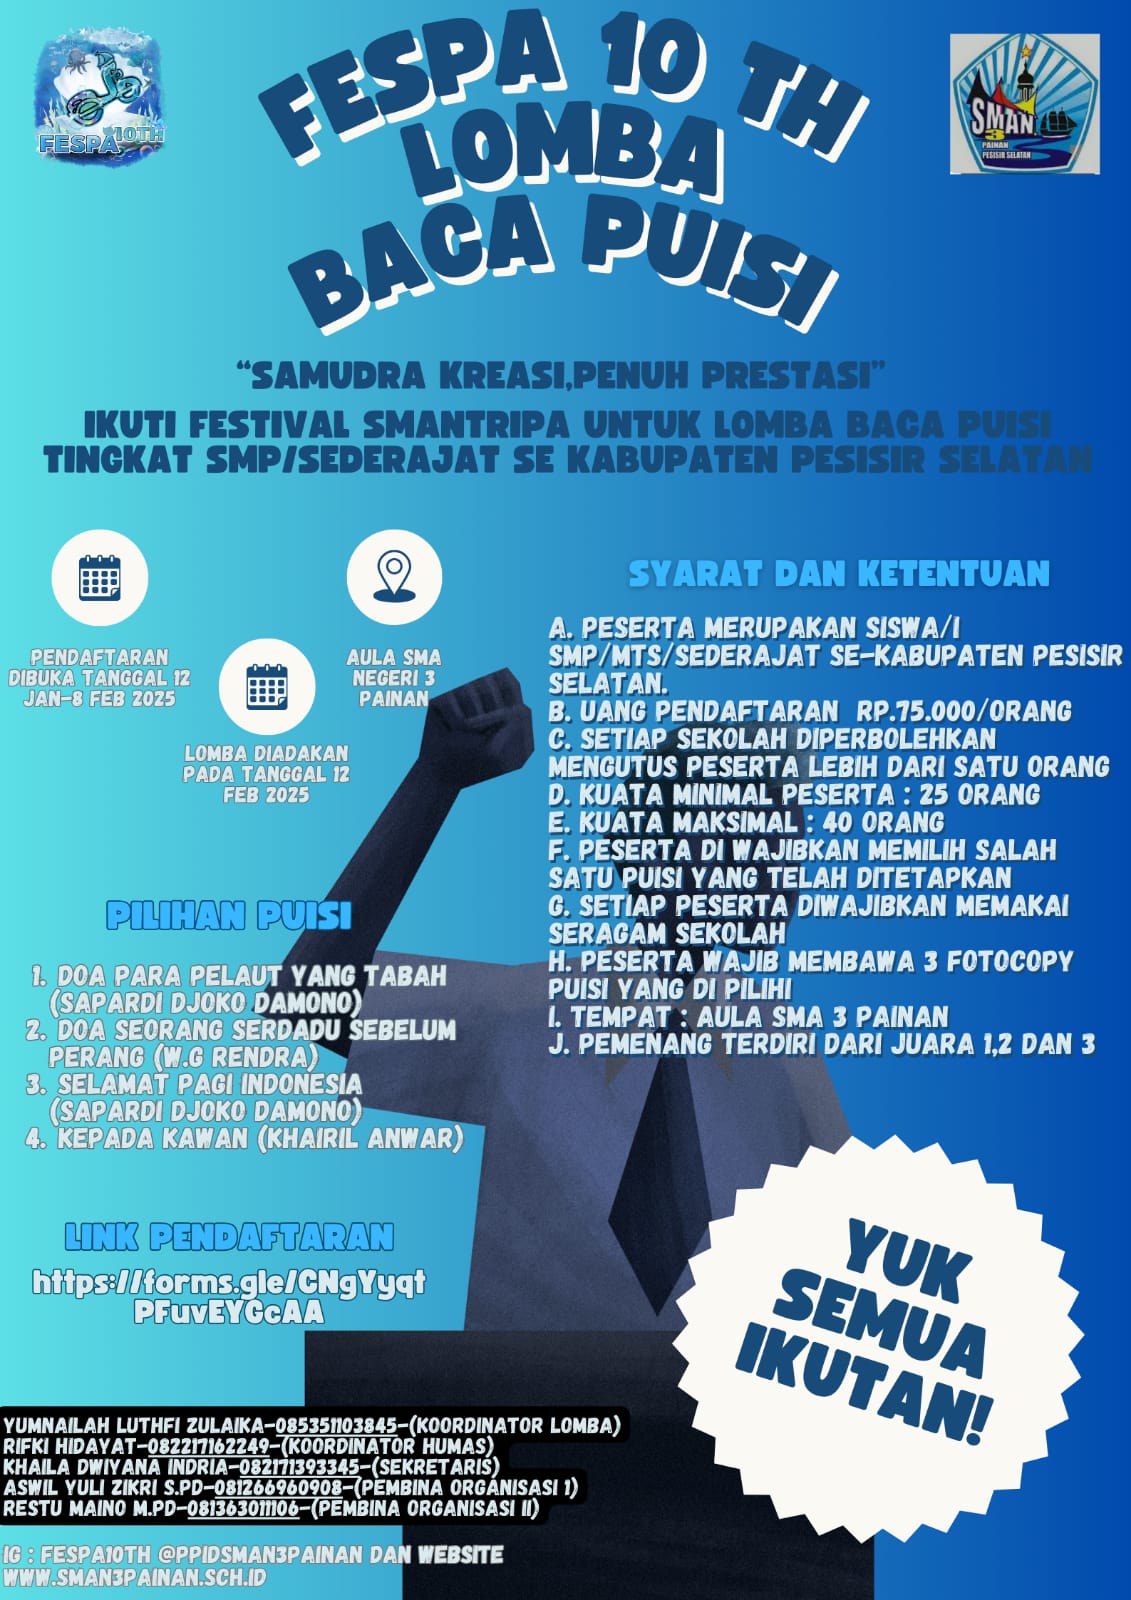 FESPA 10TH
SMAN
3
PAINAN
PESISIR SELATAN
FESPA 10 TH
LOMBA
BACA PUISI
“SAMUDRA KREASI,PENUH PRESTASI”
IKUTI FESTIVAL SMANTRIPA UNTUK LOMBA BACA PUISI
TINGKAT SMP/SEDERAJAT SE KABUPATEN PESISIR SELATAN
PENDAFTARAN
DIBUKA TANGGAL 12
JAN-8 FEB 2025
LOMBA DIADAKAN
PADA TANGGAL 12
FEB 2025
AULA SMA
NEGERI 3
PAINAN
SYARAT DAN KETENTUAN
A. PESERTA MERUPAKAN SISWA/I
SMP/MTS/SEDERAJAT SE-KABUPATEN PESISIR
SELATAN.
B. UANG PENDAFTARAN RP.75.000/ORANG
C. SETIAP SEKOLAH DIPERBOLEHKAN
MENGUTUS PESERTA LEBIH DARI SATU ORANG
D. KUATA MINIMAL PESERTA : 25 ORANG
E. KUATA MAKSIMAL : 40 ORANG
F. PESERTA DI WAJIBKAN MEMILIH SALAH
SATU PUISI YANG TELAH DITETAPKAN
G. SETIAP PESERTA DIWAJIBKAN MEMAKAI
SERAGAM SEKOLAH
H. PESERTA WAJIB MEMBAWA 3 FOTOCOPY
PUISI YANG DI PILIHI
I. TEMPAT : AULA SMA 3 PAINAN
J. PEMENANG TERDIRI DARI JUARA 1,2 DAN 3
PILIHAN PUISI
1. DOA PARA PELAUT YANG TABAH
(SAPARDI DJOKO DAMONO)
2. DOA SEORANG SERDADU SEBELUM
PERANG (W.G RENDRA)
3. SELAMAT PAGI INDONESIA
(SAPARDI DJOKO DAMONO)
4. KEPADA KAWAN (KHAIRIL ANWAR)
LINK PENDAFTARAN
https://forms.gle/CNgYyqt
PFuvEYGcAA
YUK
SEMUA
IKUTAN!
YUMNAILAH LUTHFI ZULAIKA-085351103845-(KOORDINATOR LOMBA)
RIFKI HIDAYAT-082217162249-(KOORDINATOR HUMAS)
KHAILA DWIYANA INDRIA-082171393345-(SEKRETARIS)
ASWIL YULI ZIKRI S.PD-081266960908-(PEMBINA ORGANISASI 1)
RESTU MAINO M.PD-081363011106-(PEMBINA ORGANISASI II)
IG : FESPA10TH @PPIDSMAN3PAINAN DAN WEBSITE
WWW.SMAN3PAINAN.SCH.ID